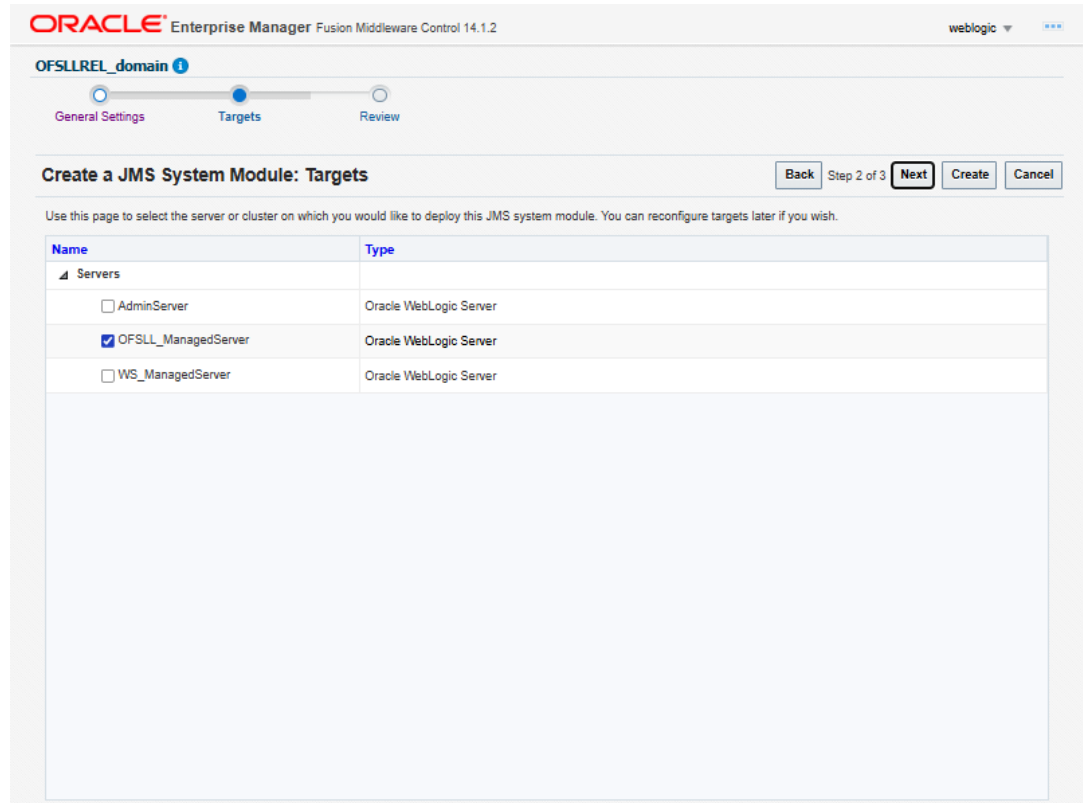 ORACLE Enterprise Manager Fusion Middleware Control 14.1.2 weblogic
OFSLLREL_domain
General Settings Targets Review
Create a JMS System Module: Targets Back Step 2 of 3 Next Create Cancel
Use this page to select the server or cluster on which you would like to deploy this JMS system module. You can reconfigure targets later if you wish.
Name Type
Servers
AdminServer Oracle WebLogic Server
OFSLL_ManagedServer Oracle WebLogic Server
WS_ManagedServer Oracle WebLogic Server